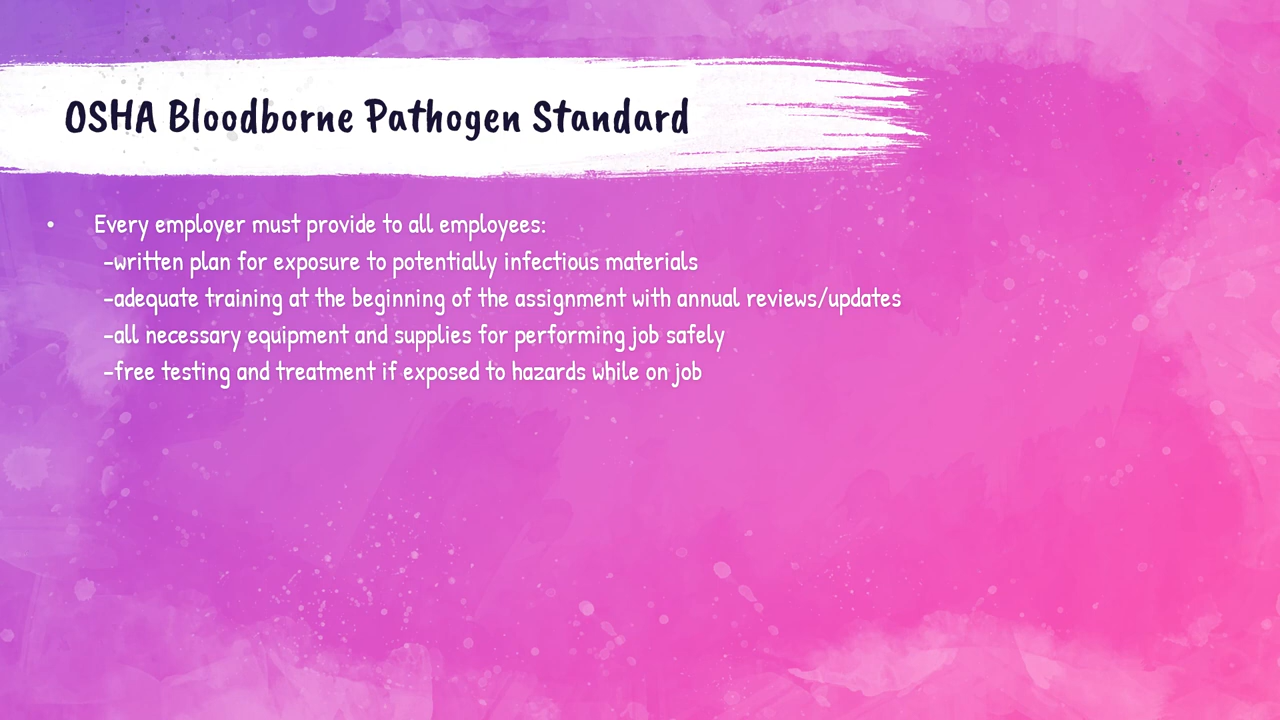 OSHA Bloodborne Pathogen Standard
• Every employer must provide to all employees:
–written plan for exposure to potentially infectious materials
–adequate training at the beginning of the assignment with annual reviews/updates
–all necessary equipment and supplies for performing job safely
–free testing and treatment if exposed to hazards while on job